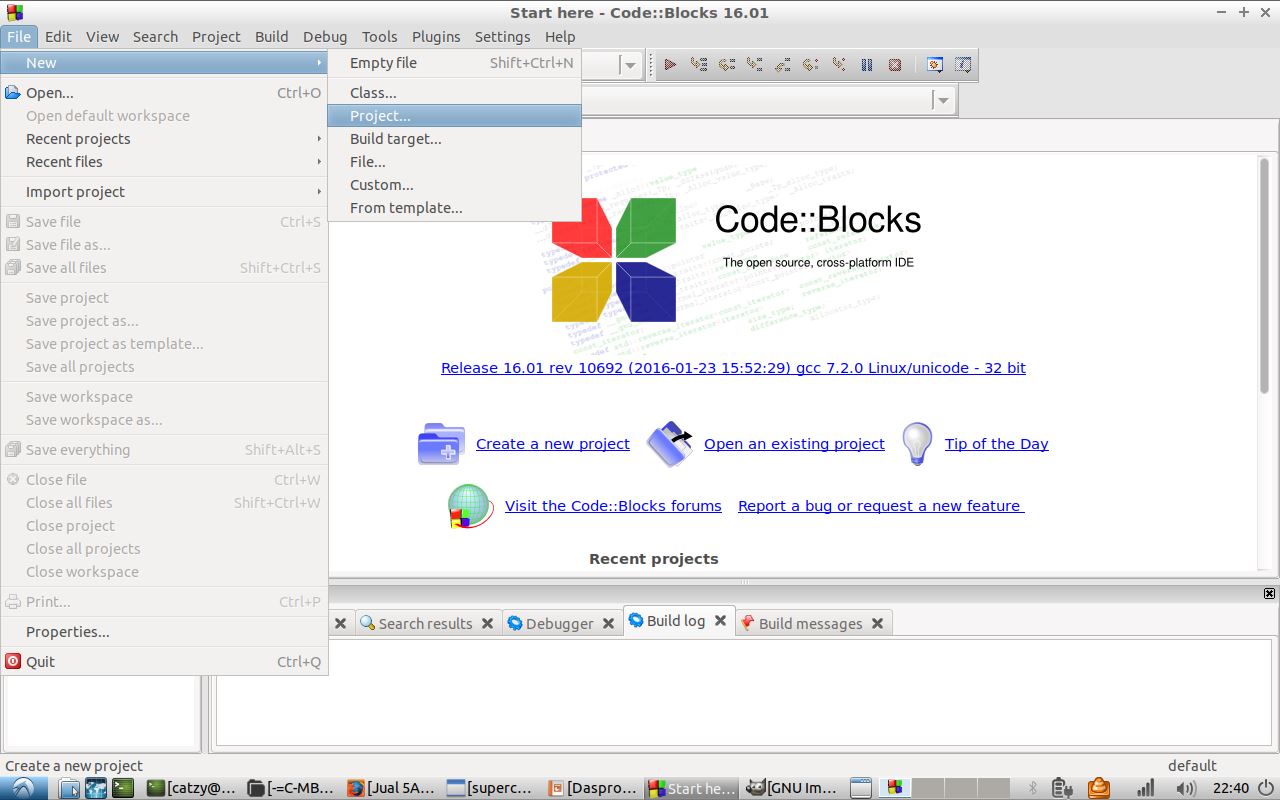 Start here - Code::Blocks 16.01
File Edit View Search Project Build Debug Tools Plugins Settings Help
New
Open... Ctrl+O
Open default workspace
Recent projects
Recent files
Import project
Save file Ctrl+S
Save file as...
Save all files Shift+Ctrl+S
Save project
Save project as...
Save project as template...
Save all projects
Save workspace
Save workspace as...
Save everything Shift+Alt+S
Close file Ctrl+W
Close all files Shift+Ctrl+W
Close project
Close all projects
Close workspace
Print... Ctrl+P
Properties...
Quit Ctrl+Q
Empty file Shift+Ctrl+N
Class...
Project...
Build target...
File...
Custom...
From template...
Code::Blocks
The open source, cross-platform IDE
Release 16.01 rev 10692 (2016-01-23 15:52:29) gcc 7.2.0 Linux/unicode - 32 bit
Create a new project Open an existing project Tip of the Day
Visit the Code::Blocks forums Report a bug or request a new feature
Recent projects
Search results Debugger Build log Build messages
Create a new project default
[catzy@... [-=C-MB... [Jual 5A... [superc... [Daspro... Start he... [GNU Im... 22:40